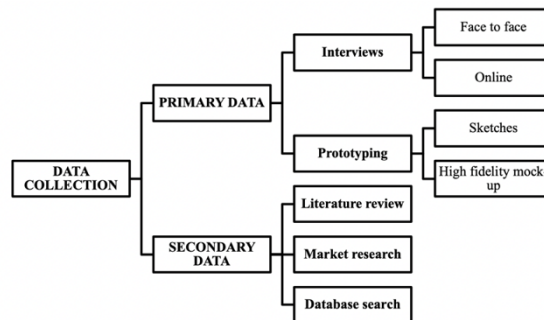 Face to face
Interviews
Online
PRIMARY DATA
Sketches
Prototyping
High fidelity mock
up
DATA
COLLECTION
Literature review
SECONDARY
DATA
Market research
Database search